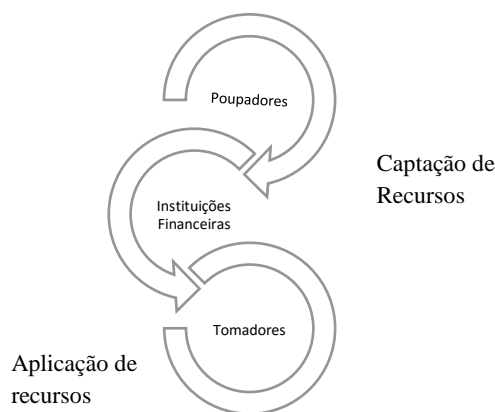 Poupadores
Captação de
Recursos
Instituições
Financeiras
Tomadores
Aplicação de
recursos